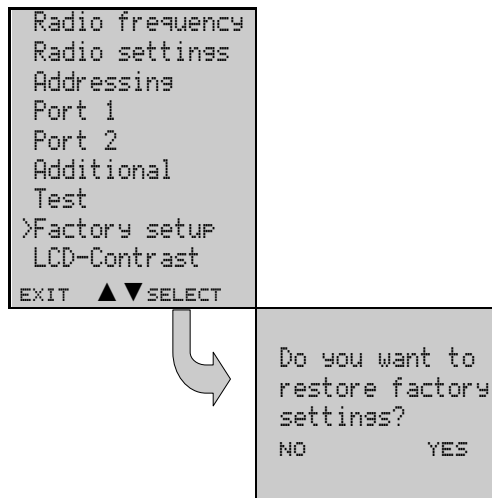 Radio frequency
Radio settings
Addressing
Port 1
Port 2
Additional
Test
>Factory setup
LCD-Contrast
EXIT ▲ ▼ SELECT
Do you want to
restore factory
settings?
NO YES